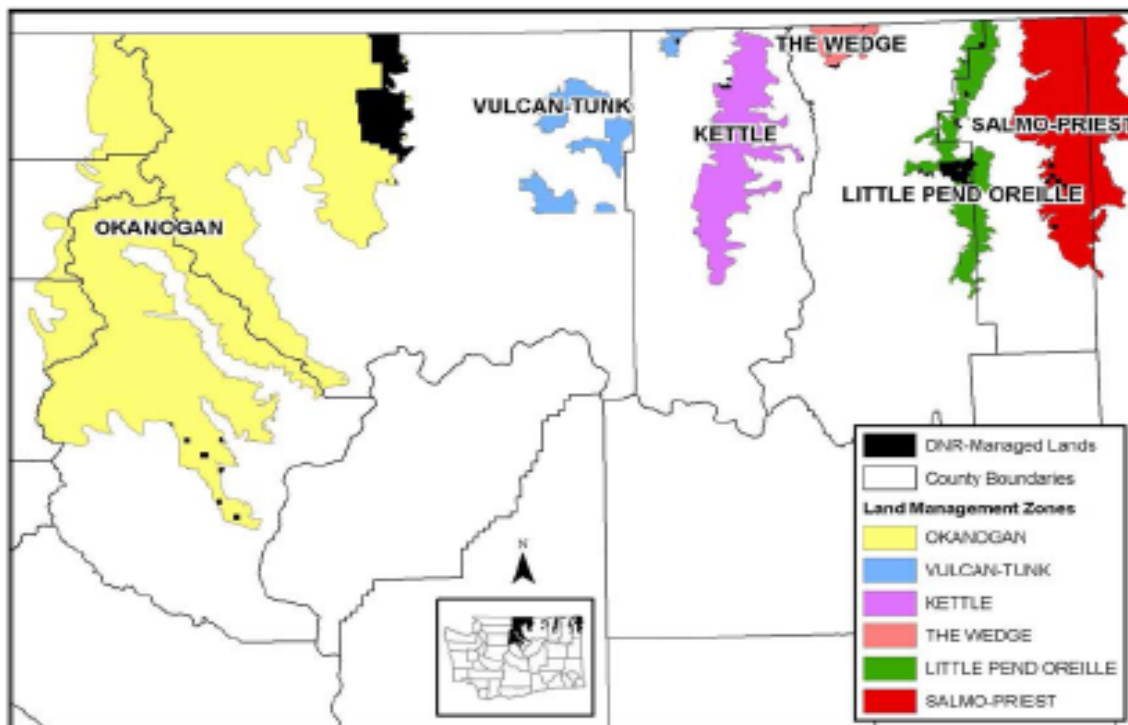 THE WEDGE
VULCAN-TUNK
KETTLE
SALMO-PRIEST
LITTLE PEND OREILLE
OKANOGAN
N
DNR-Managed Lands
County Boundaries
Land Management Zones
OKANOGAN
VULCAN-TUNK
KETTLE
THE WEDGE
LITTLE PEND OREILLE
SALMO-PRIEST